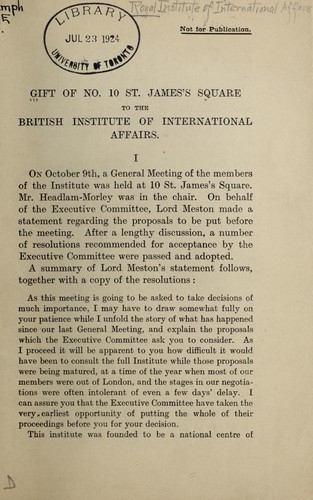 mph
Royal Institute of International Affairs
LIBRARY
JUL 23 1924
UNIVERSITY OF TORONTO
Not for Publication.
GIFT OF NO. 10 ST. JAMES'S SQUARE
TO THE
BRITISH INSTITUTE OF INTERNATIONAL
AFFAIRS.
I
ON October 9th, a General Meeting of the members
of the Institute was held at 10 St. James's Square.
Mr. Headlam-Morley was in the chair. On behalf
of the Executive Committee, Lord Meston made a
statement regarding the proposals to be put before
the meeting. After a lengthy discussion, a number
of resolutions recommended for acceptance by the
Executive Committee were passed and adopted.
A summary of Lord Meston's statement follows,
together with a copy of the resolutions :
As this meeting is going to be asked to take decisions of
much importance, I may have to draw somewhat fully on
your patience while I unfold the story of what has happened
since our last General Meeting, and explain the proposals
which the Executive Committee ask you to consider. As
I proceed it will be apparent to you how difficult it would
have been to consult the full Institute while those proposals
were being matured, at a time of the year when most of our
members were out of London, and the stages in our negotia-
tions were often intolerant of even a few days' delay. I
can assure you that the Executive Committee have taken the
very earliest opportunity of putting the whole of their
proceedings before you for your decision.
This institute was founded to be a national centre of
D